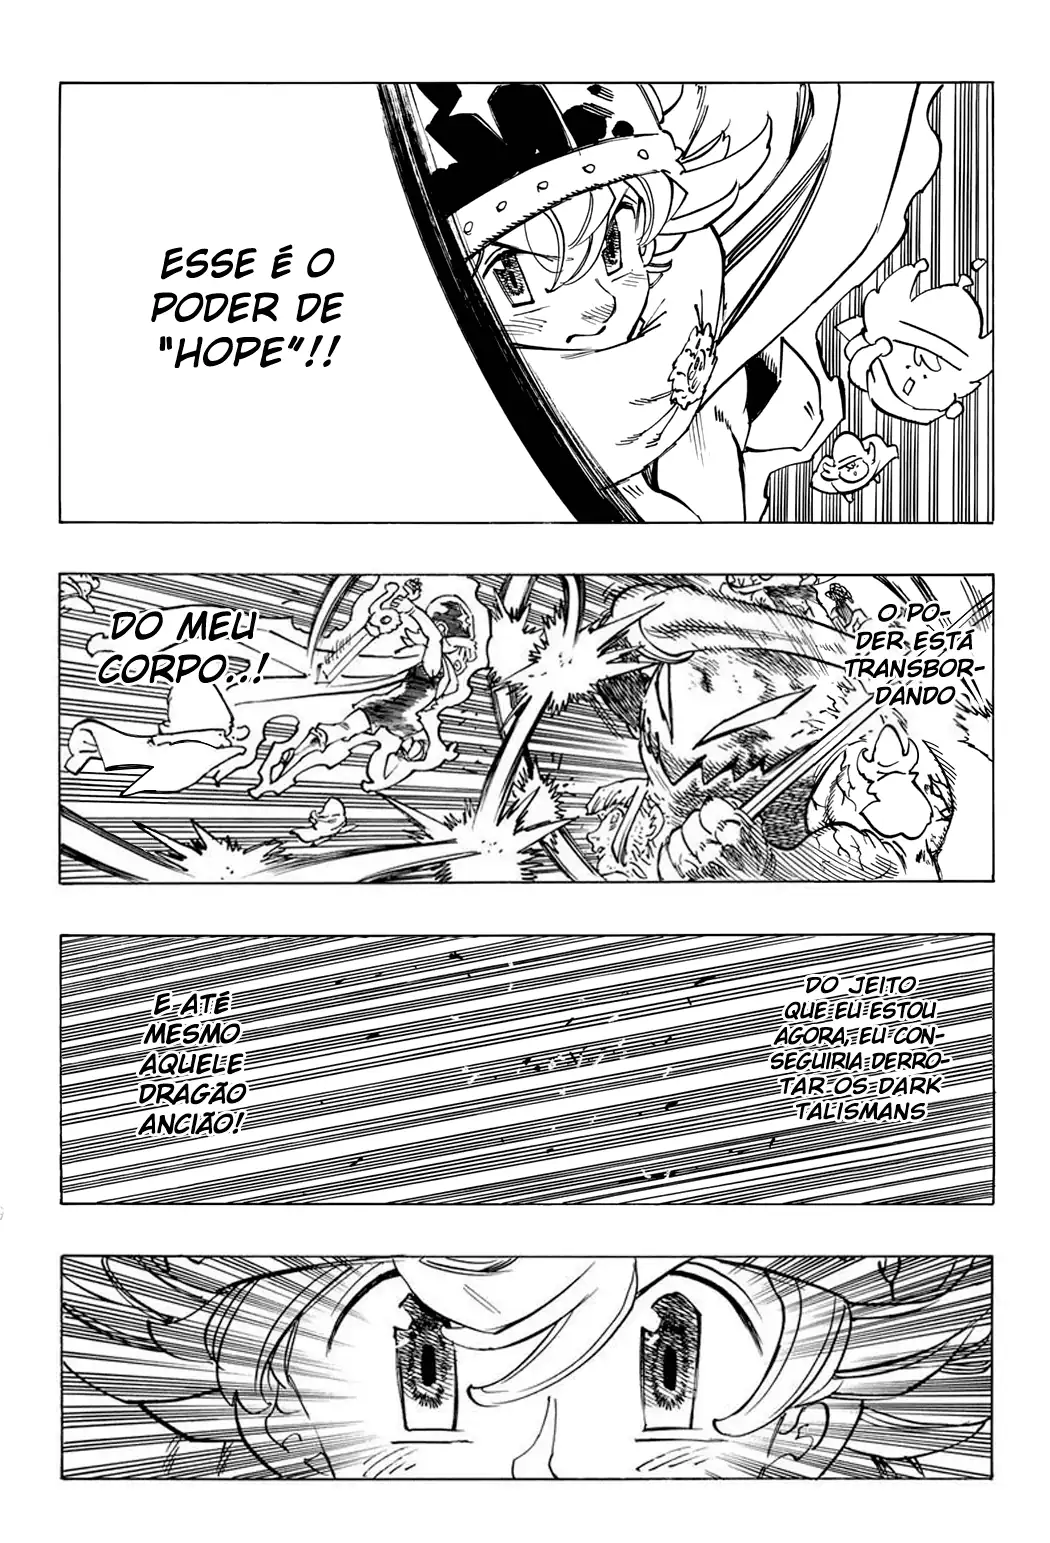 ESSE É O
PODER DE
"HOPE"!!
O PO-
DER ESTÁ
TRANSBOR-
DANDO
DO MEU
CORPO..!
DO JEITO
QUE EU ESTOU
AGORA, EU CON-
SEGUIRIA DERRO-
TAR OS DARK
TALISMANS
E ATÉ
MESMO
AQUELE
DRAGÃO
ANCIÃO!